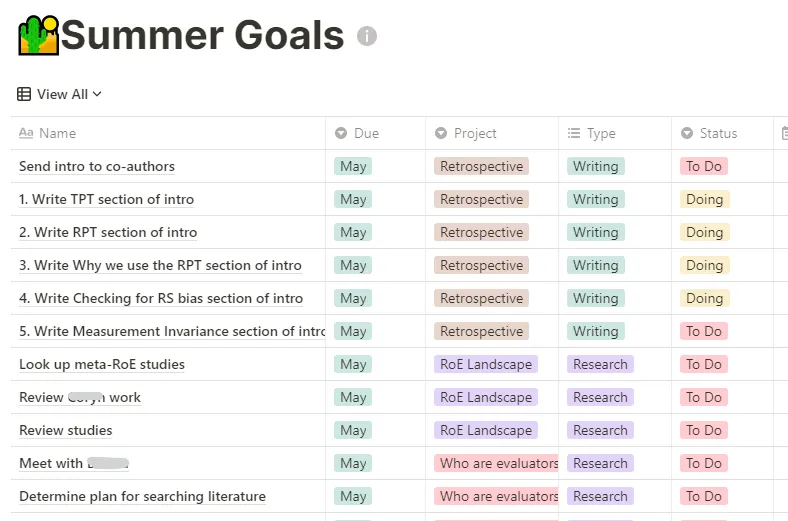 Summer Goals
View All
Aa Name Due Project Type Status
Send intro to co-authors May Retrospective Writing To Do
1. Write TPT section of intro May Retrospective Writing Doing
2. Write RPT section of intro May Retrospective Writing Doing
3. Write Why we use the RPT section of intro May Retrospective Writing Doing
4. Write Checking for RS bias section of intro May Retrospective Writing Doing
5. Write Measurement Invariance section of intro May Retrospective Writing To Do
Look up meta-RoE studies May RoE Landscape Research To Do
Review work May RoE Landscape Research To Do
Review studies May RoE Landscape Research To Do
Meet with May Who are evaluators Research To Do
Determine plan for searching literature May Who are evaluators Research To Do